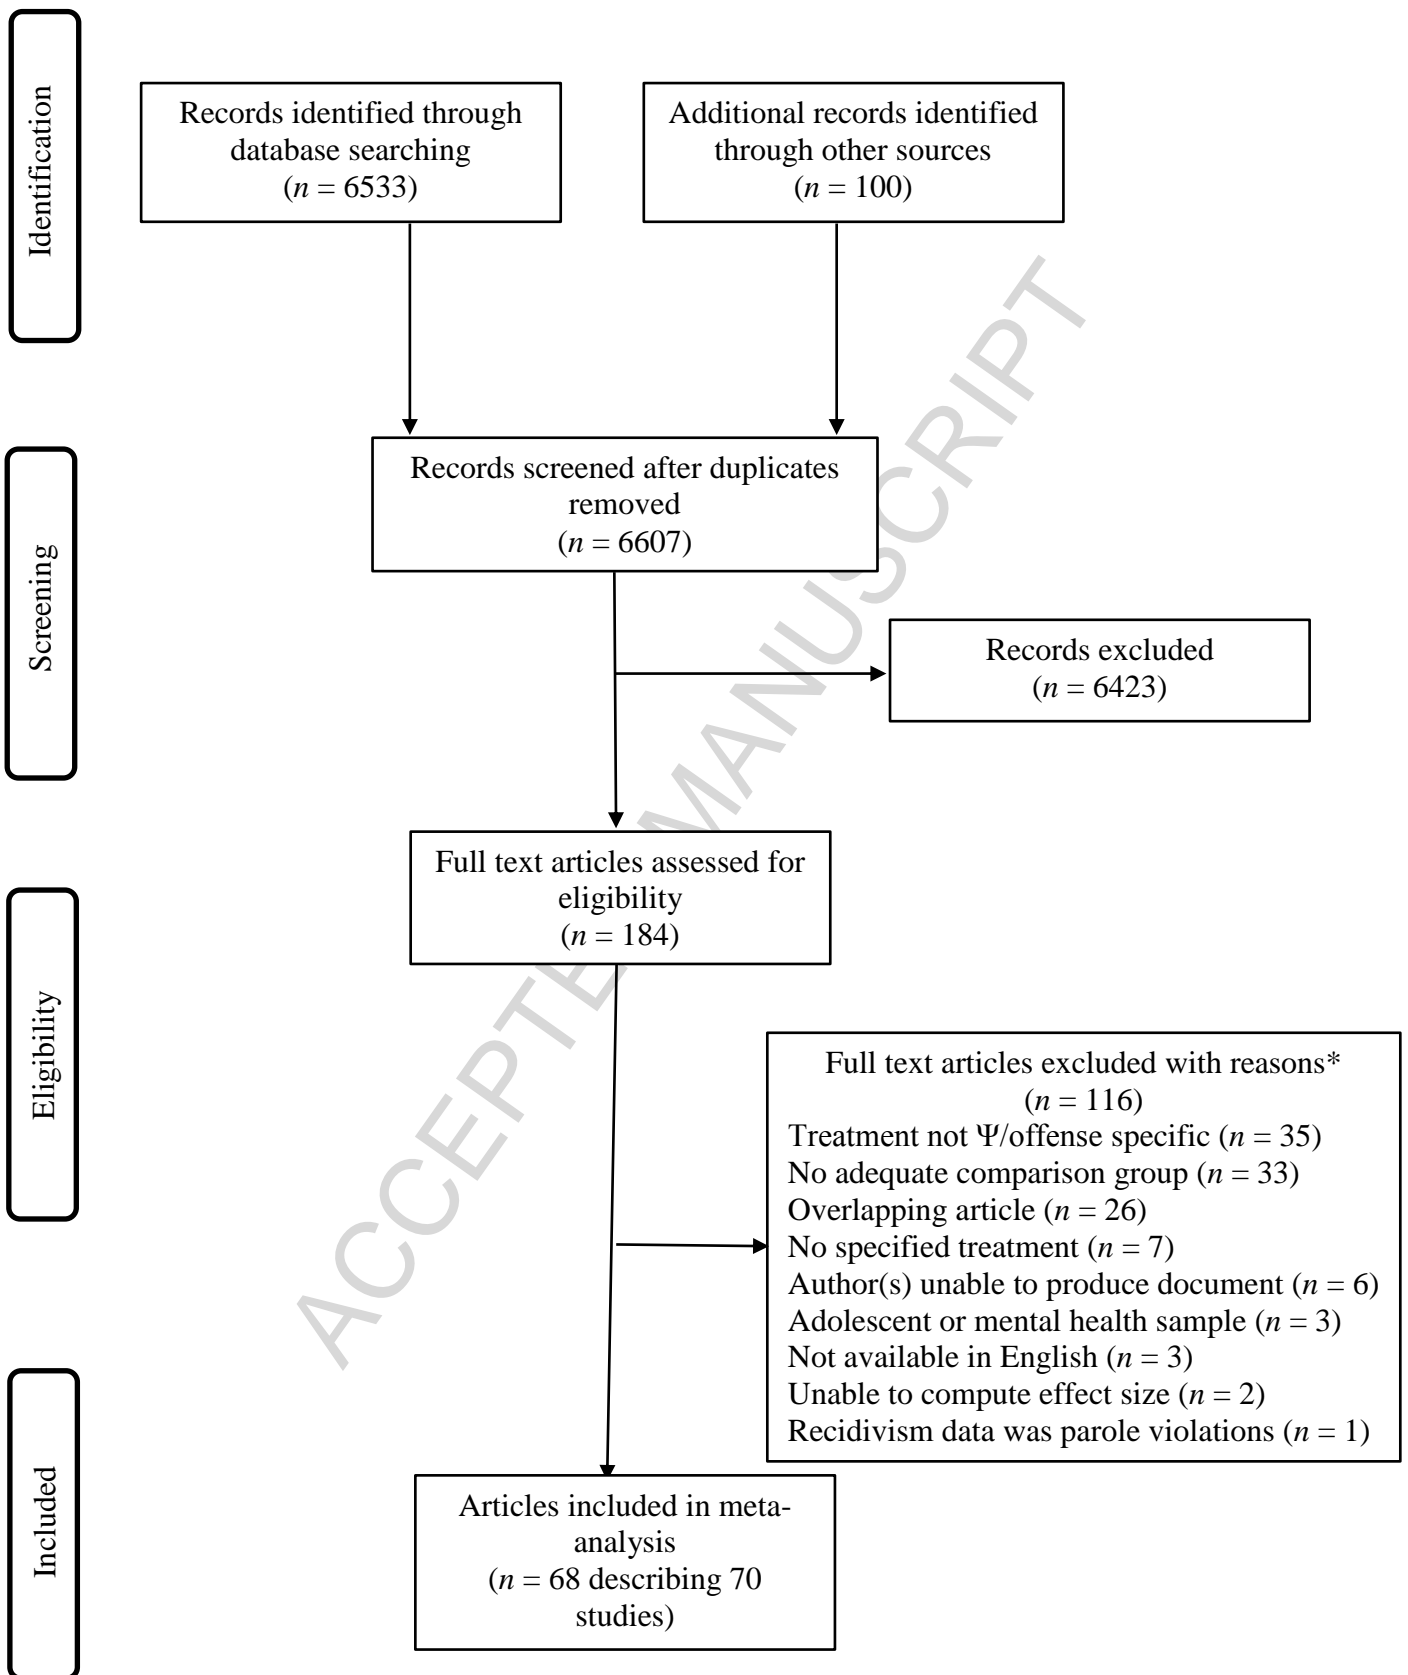 Identification
Records identified through
database searching
(n = 6533)
Additional records identified
through other sources
(n = 100)
Screening
Records screened after duplicates
removed
(n = 6607)
Records excluded
(n = 6423)
Eligibility
Full text articles assessed for
eligibility
(n = 184)
Full text articles excluded with reasons*
(n = 116)
Treatment not Ψ/offense specific (n = 35)
No adequate comparison group (n = 33)
Overlapping article (n = 26)
No specified treatment (n = 7)
Author(s) unable to produce document (n = 6)
Adolescent or mental health sample (n = 3)
Not available in English (n = 3)
Unable to compute effect size (n = 2)
Recidivism data was parole violations (n = 1)
Included
Articles included in meta-
analysis
(n = 68 describing 70
studies)
ACCEPTE MANUSCRIPT